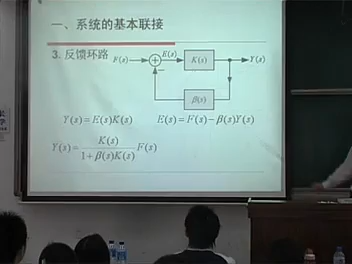 一、系统的基本联接
3. 反馈环路
F(s) + E(s) K(s) Y(s)
−
β(s)
Y(s)=E(s)K(s) E(s)=F(s)−β(s)Y(s)
Y(s)= K(s) / 1+β(s)K(s) F(s)